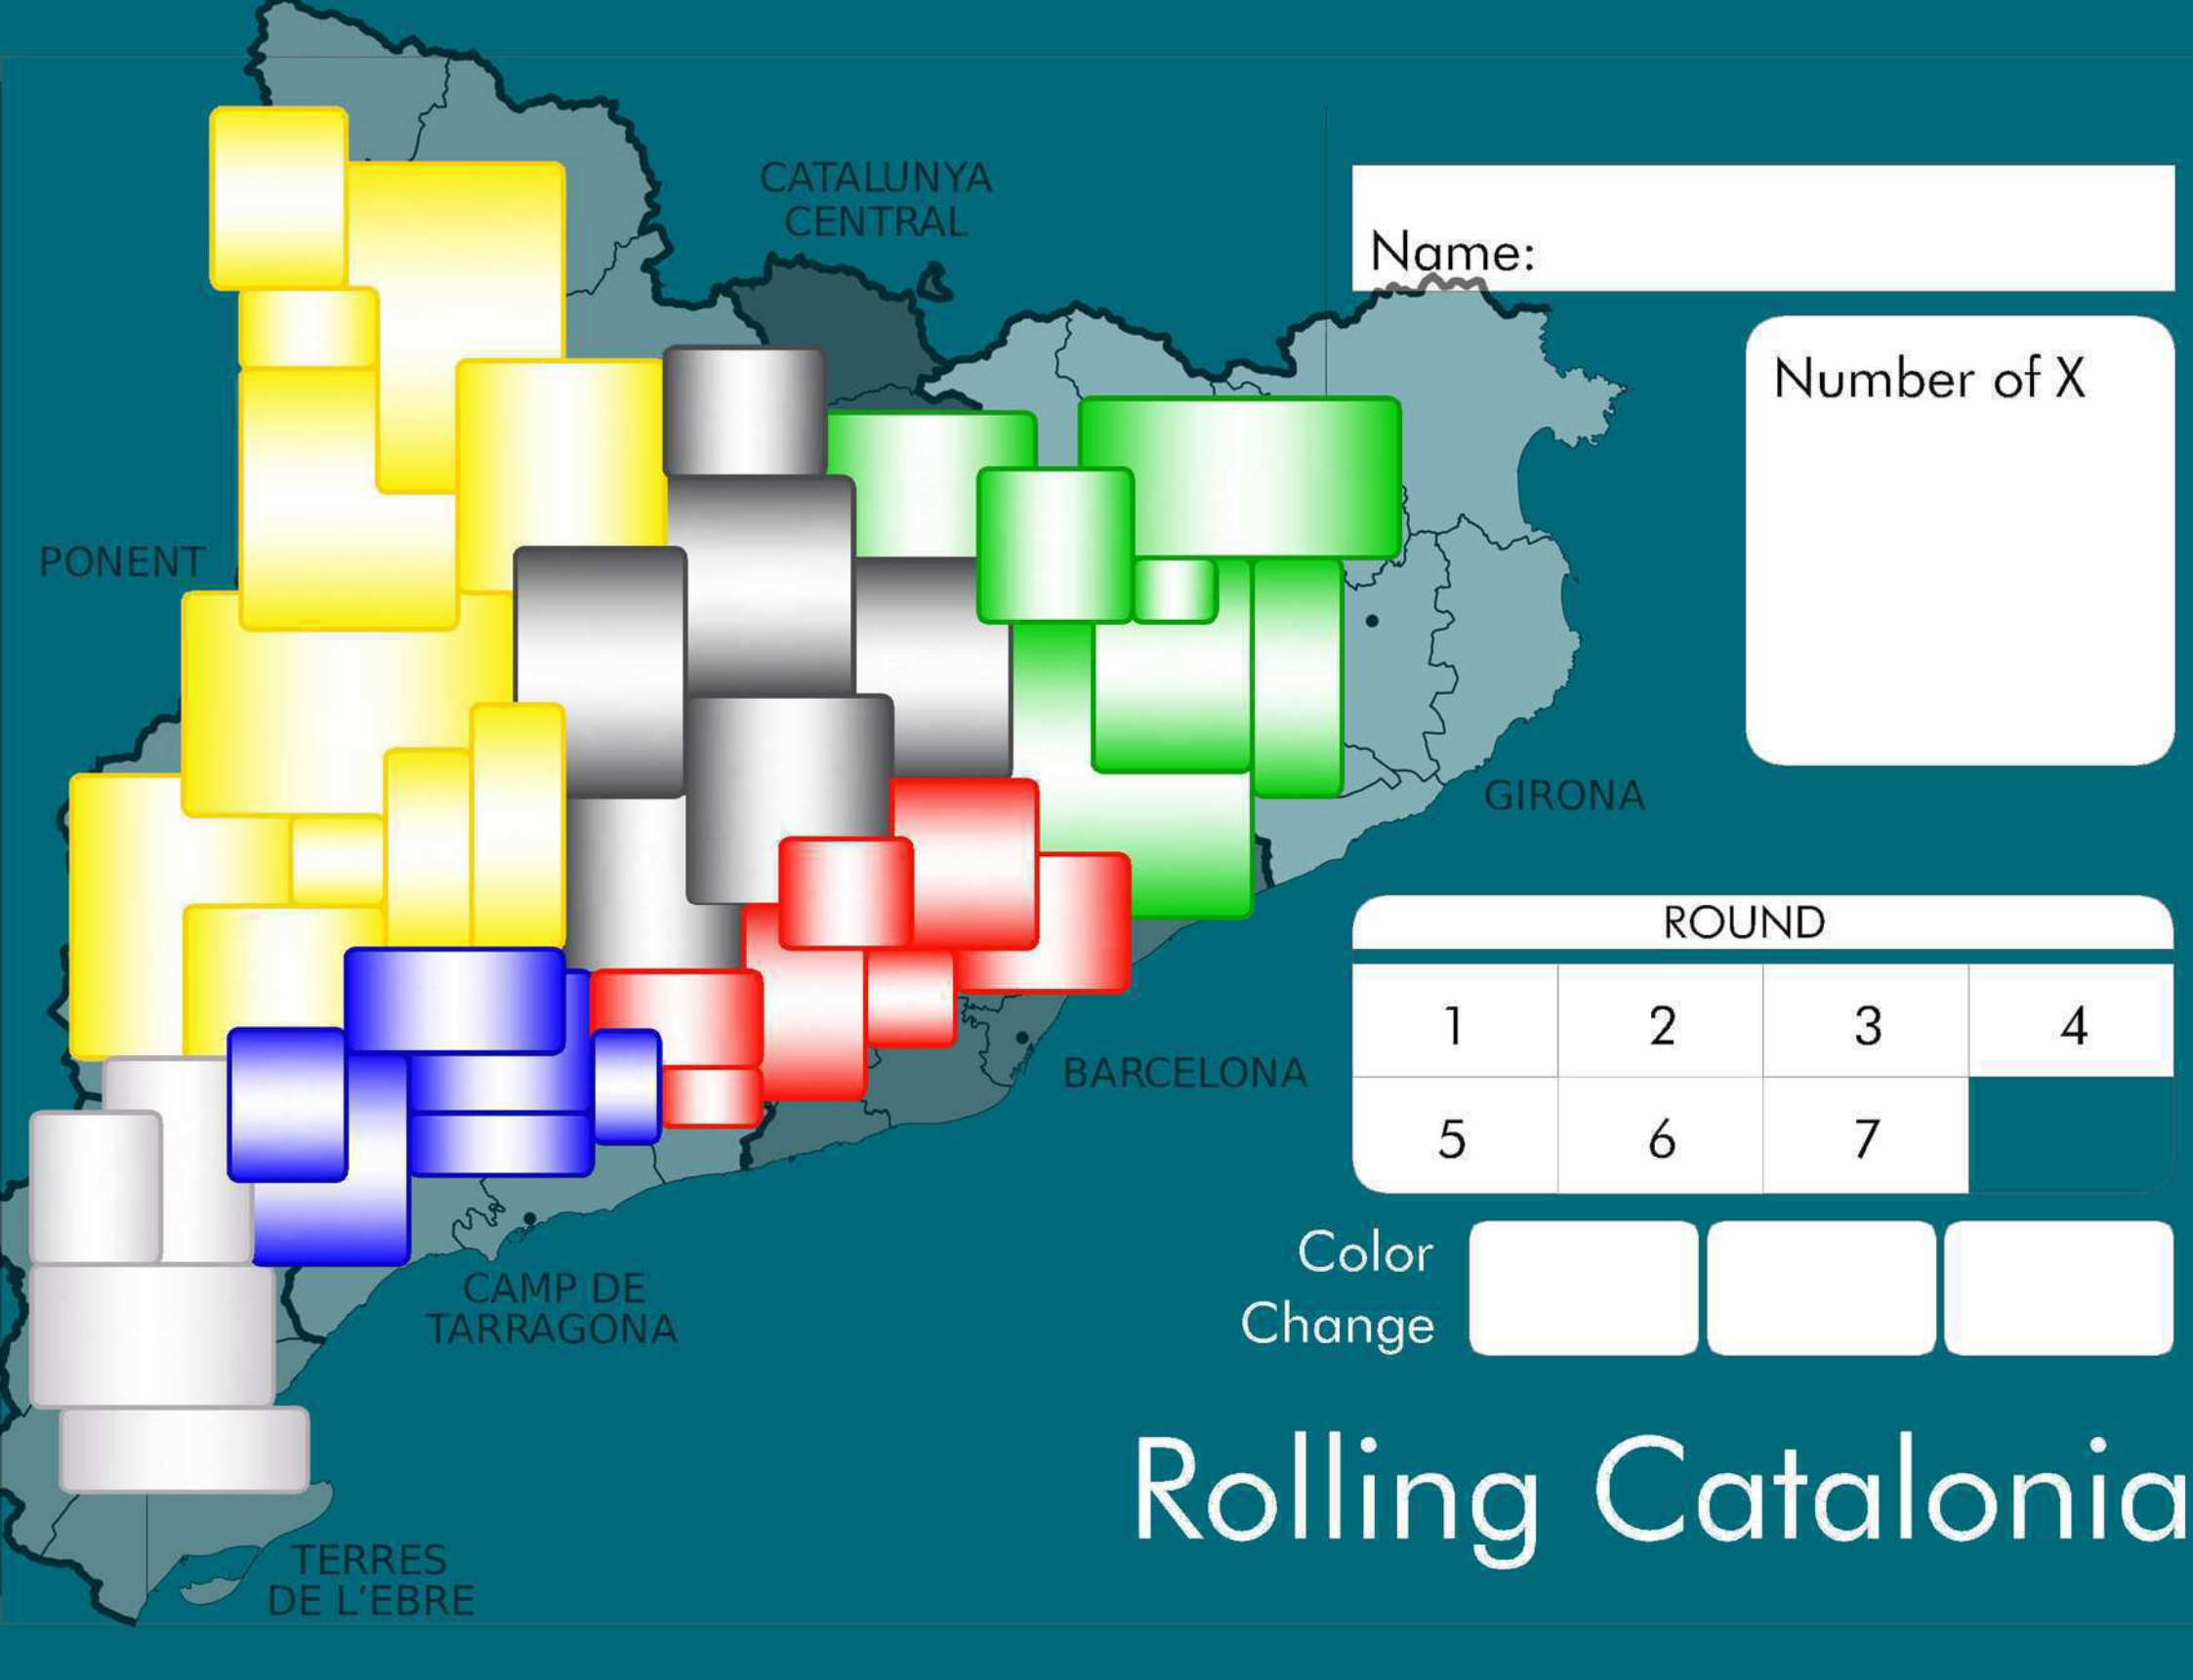 CATALUNYA
CENTRAL
Name:
Number of X
PONENT
GIRONA
ROUND
1 2 3 4
5 6 7
BARCELONA
Color
Change
CAMP DE
TARRAGONA
Rolling Catalonia
TERRES
DE L'EBRE